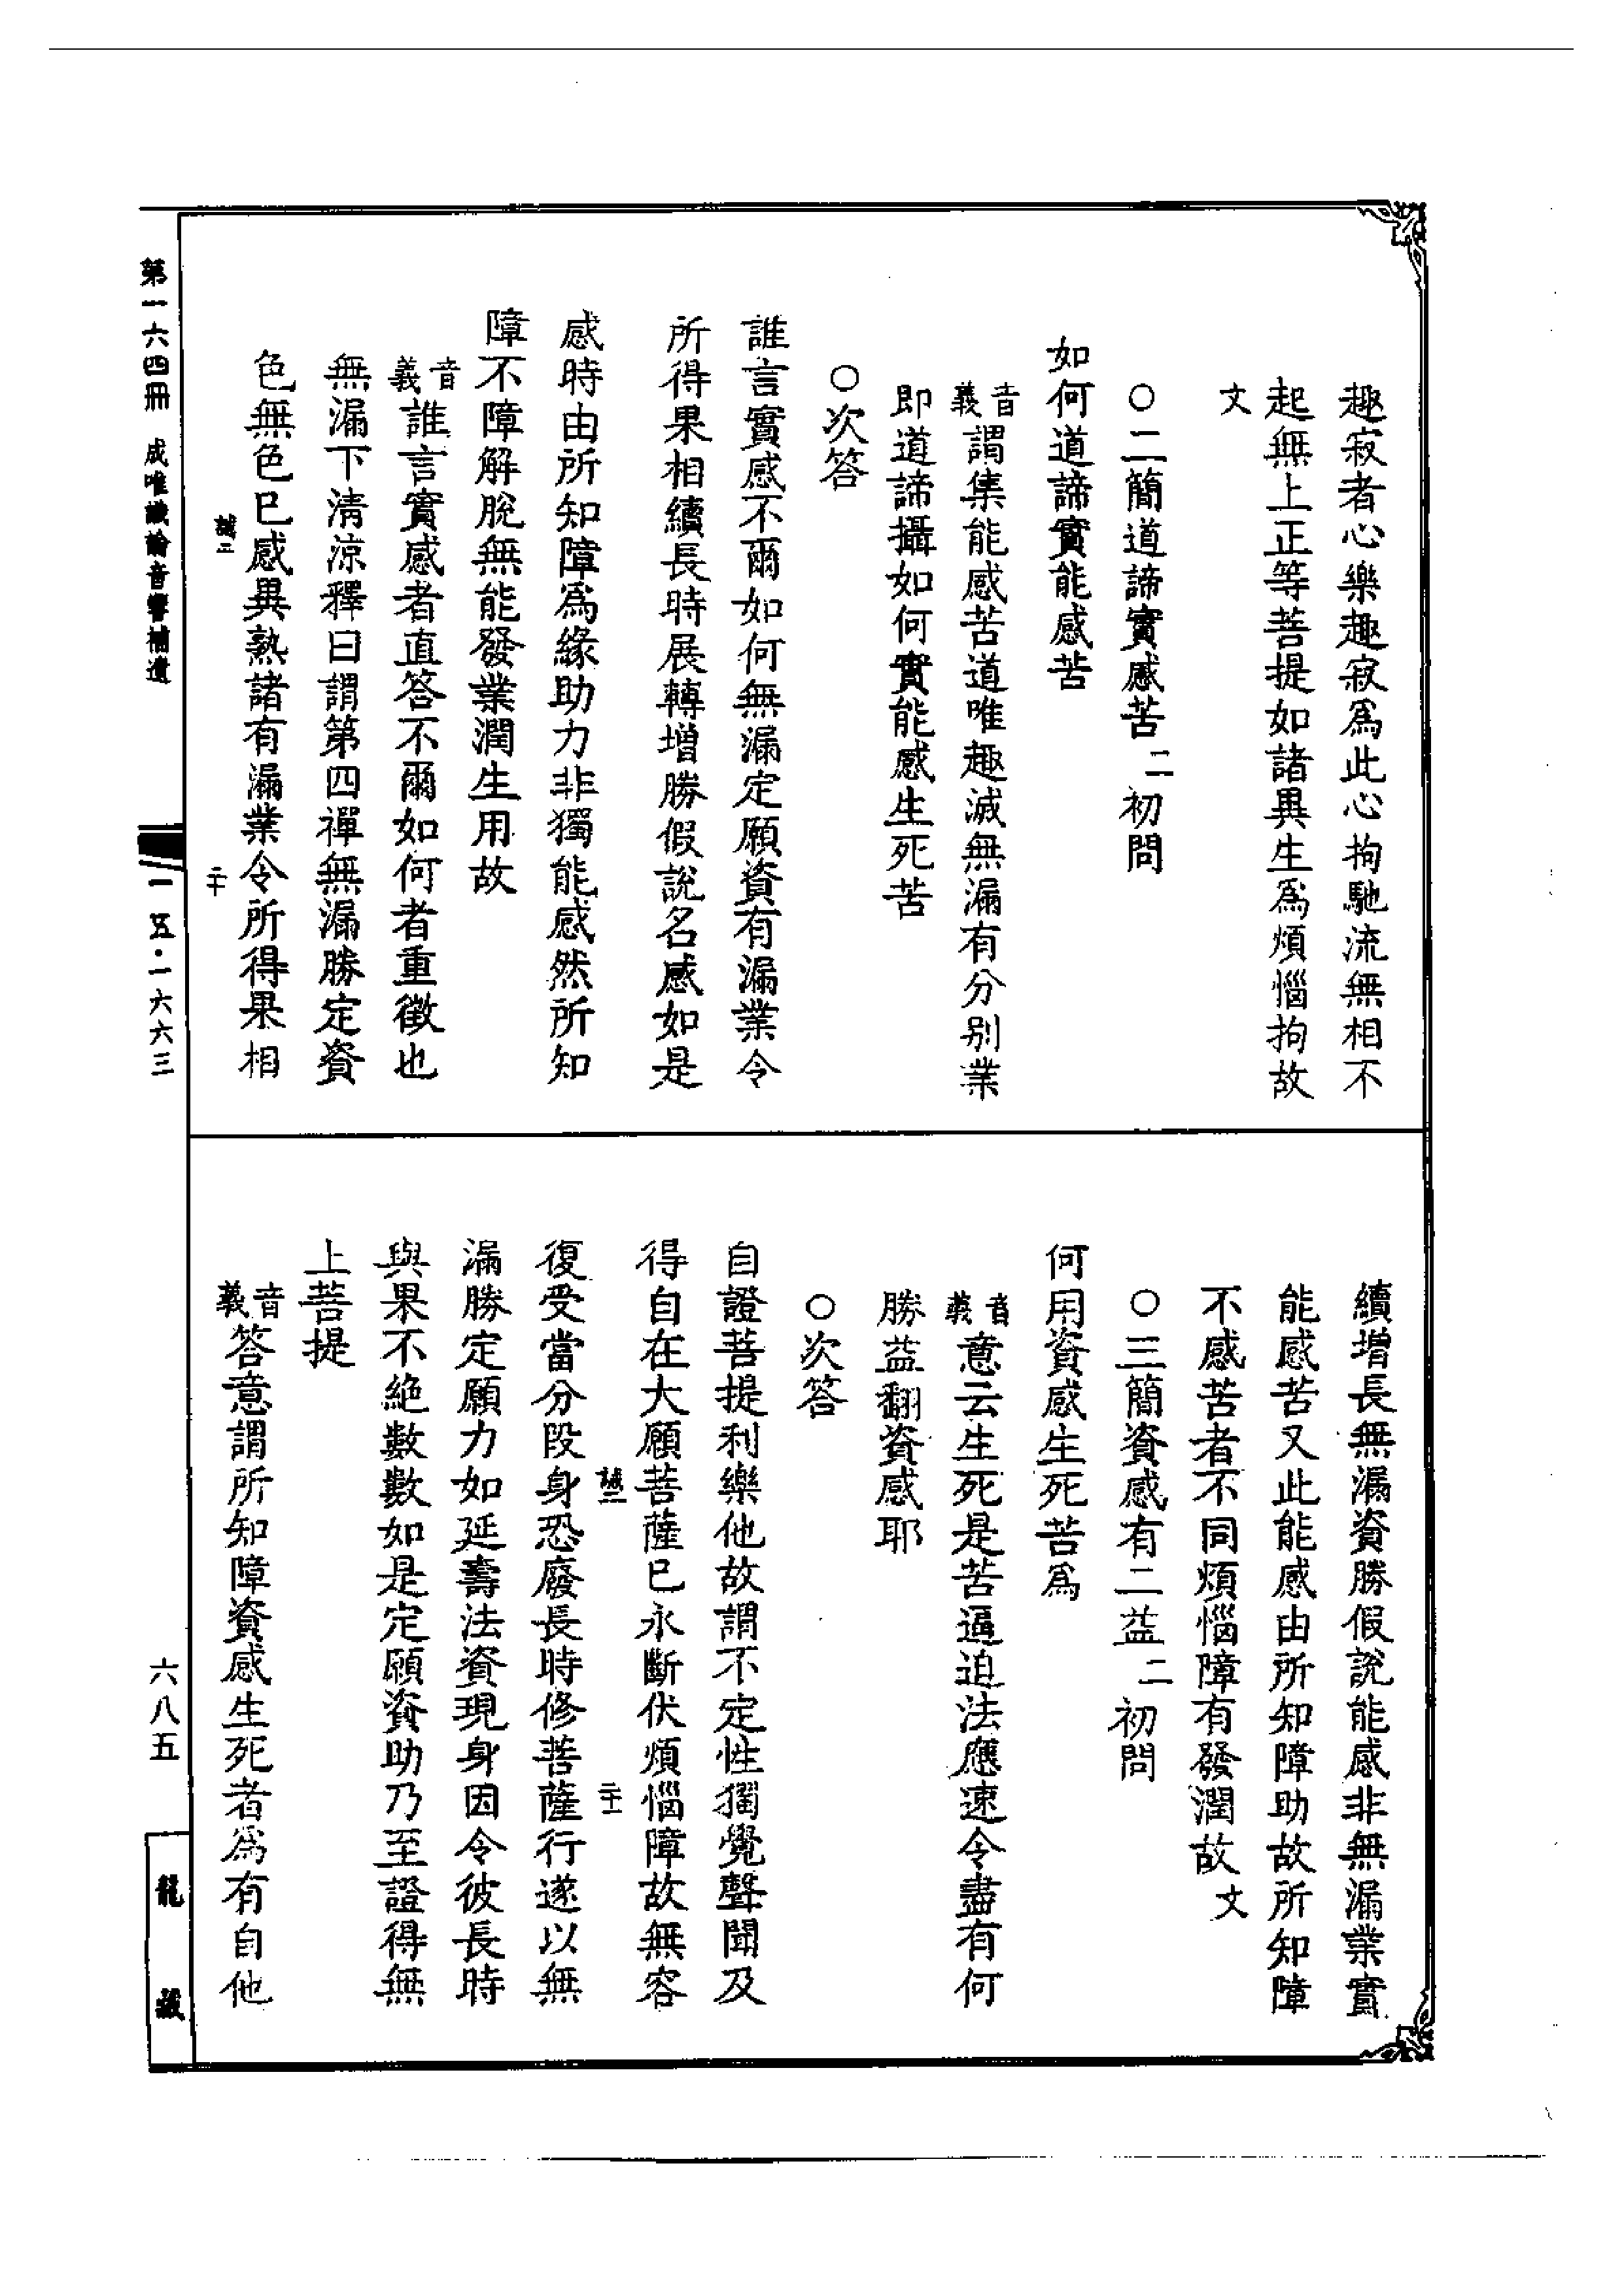 趣寂者心樂趣寂爲此心拘馳流無相不
起無上正等菩提如諸異生爲煩惱拘故
文
○二簡道諦實感苦二初問
如何道諦實能感苦
音義謂集能感苦道唯趣滅無漏有分别業
即道諦攝如何實能感生死苦
○次答
誰言實感不爾如何無漏定願資有漏業令
所得果相續長時展轉增勝假說名感如是
感時由所知障爲緣助力非獨能感然所知
障不障解脫無能發業潤生用故
音義誰言實感者直答不爾如何者重徵也
無漏下清涼釋曰謂第四禪無漏勝定資
色無色巳感異熟諸有漏業令所得果相
二十
續增長無漏資勝假說能感非無漏業實
能感苦又此能感由所知障助故所知障
不感苦者不同煩惱障有發潤故文
○三簡資感有二益二初問
何用資感生死苦爲
音義意云生死是苦逼迫法應速令盡有何
勝益翻資感耶
○次答
自證菩提利樂他故謂不定性獨覺聲聞及
得自在大願菩薩巳永斷伏煩惱障故無容
二十一
復受當分段身恐廢長時修菩薩行遂以無
漏勝定願力如延壽法資現身因令彼長時
與果不絶數數如是定願資助乃至證得無
上菩提
音義答意謂所知障資感生死者爲有自他
第一六四冊 成唯識論音響補遺
一一五·一六六三
六八五
龍藏